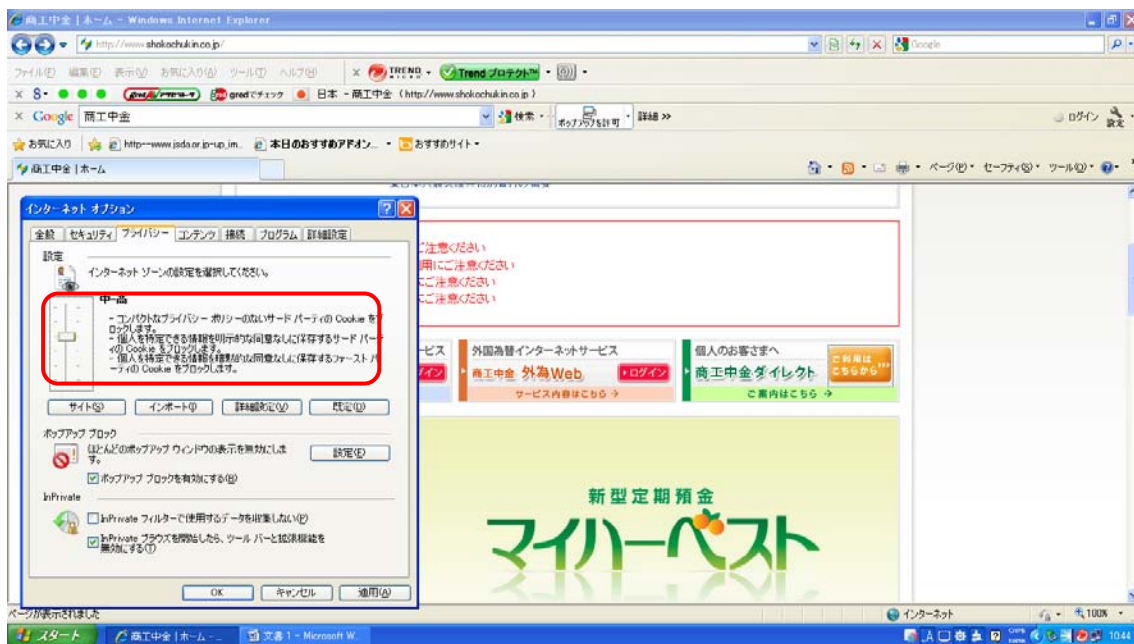 商工中金 | ホーム - Windows Internet Explorer
http://www.shokochukin.co.jp/
Google
ファイル(F) 編集(E) 表示(V) お気に入り(A) ツール(T) ヘルプ(H)
TREND
Trend プロテクト™
gredでチェック
日本 - 商工中金 (http://www.shokochukin.co.jp)
Google 商工中金
検索
ポップアップを許可
詳細 >>
ログイン
設定
お気に入り
本日のおすすめアドオン...
おすすめサイト
商工中金 | ホーム
ページ(P) セーフティ(S) ツール(O)
インターネット オプション
全般 セキュリティ プライバシー コンテンツ 接続 プログラム 詳細設定
設定
インターネット ゾーンの設定を選択してください。
中-高
- コンパクトなプライバシー ポリシーのないサード パーティの Cookie をブ
ロックします。
- 個人を特定できる情報を明示的な同意なしに保存するサード パーテ
ィの Cookie をブロックします。
- 個人を特定できる情報を暗黙的な同意なしに保存するファースト パ
ーティの Cookie をブロックします。
サイト(S) インポート(I) 詳細設定(V) 既定(D)
ポップアップ ブロック
ほとんどのポップアップ ウィンドウの表示を無効にしま
す。
設定(E)
ポップアップ ブロックを有効にする(B)
InPrivate
InPrivate フィルターで使用するデータを収集しない(P)
InPrivate ブラウズを開始したら、ツール バーと拡張機能を
無効にする(T)
OK キャンセル 適用(A)
ご注意ください
用にご注意ください
にご注意ください
にご注意ください
ービス
外国為替インターネットサービス
商工中金 外為Web
ログイン
サービス内容はこちら
個人のお客さまへ
商工中金ダイレクト
ご利用は
こちらから
ご案内はこちら
新型定期預金
マイハーベスト
ページが表示されました
インターネット
100%
スタート
商工中金 | ホーム - ...
文書 1 - Microsoft W...
10:44